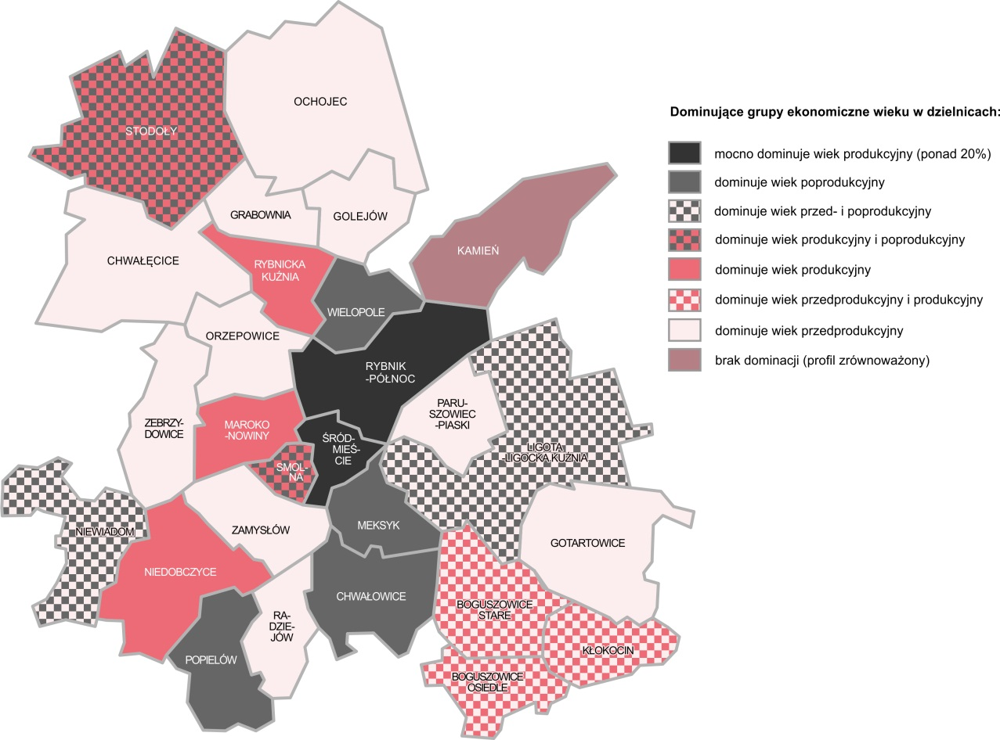 OCHOJEC
STODOŁY
GRABOWNIA
GOLEJÓW
CHWAŁĘCICE
RYBNICKA
KUŹNIA
KAMIEŃ
WIELOPOLE
ORZEPOWICE
RYBNIK
-PÓŁNOC
PARU-
SZOWIEC
-PIASKI
ZEBRZY-
DOWICE
MAROKO
-NOWINY
ŚRÓD-
MIEŚ-
CIE
LIGOTA
-LIGOCKA KUŹNIA
SMOL-
NA
NIEWIADOM
ZAMYSŁÓW
MEKSYK
GOTARTOWICE
NIEDOBCZYCE
CHWAŁOWICE
BOGUSZOWICE
STARE
RA-
DZIE-
JÓW
KŁOKOCIN
POPIELÓW
BOGUSZOWICE
OSIEDLE
Dominujące grupy ekonomiczne wieku w dzielnicach:
mocno dominuje wiek produkcyjny (ponad 20%)
dominuje wiek poprodukcyjny
dominuje wiek przed- i poprodukcyjny
dominuje wiek produkcyjny i poprodukcyjny
dominuje wiek produkcyjny
dominuje wiek przedprodukcyjny i produkcyjny
dominuje wiek przedprodukcyjny
brak dominacji (profil zrównoważony)